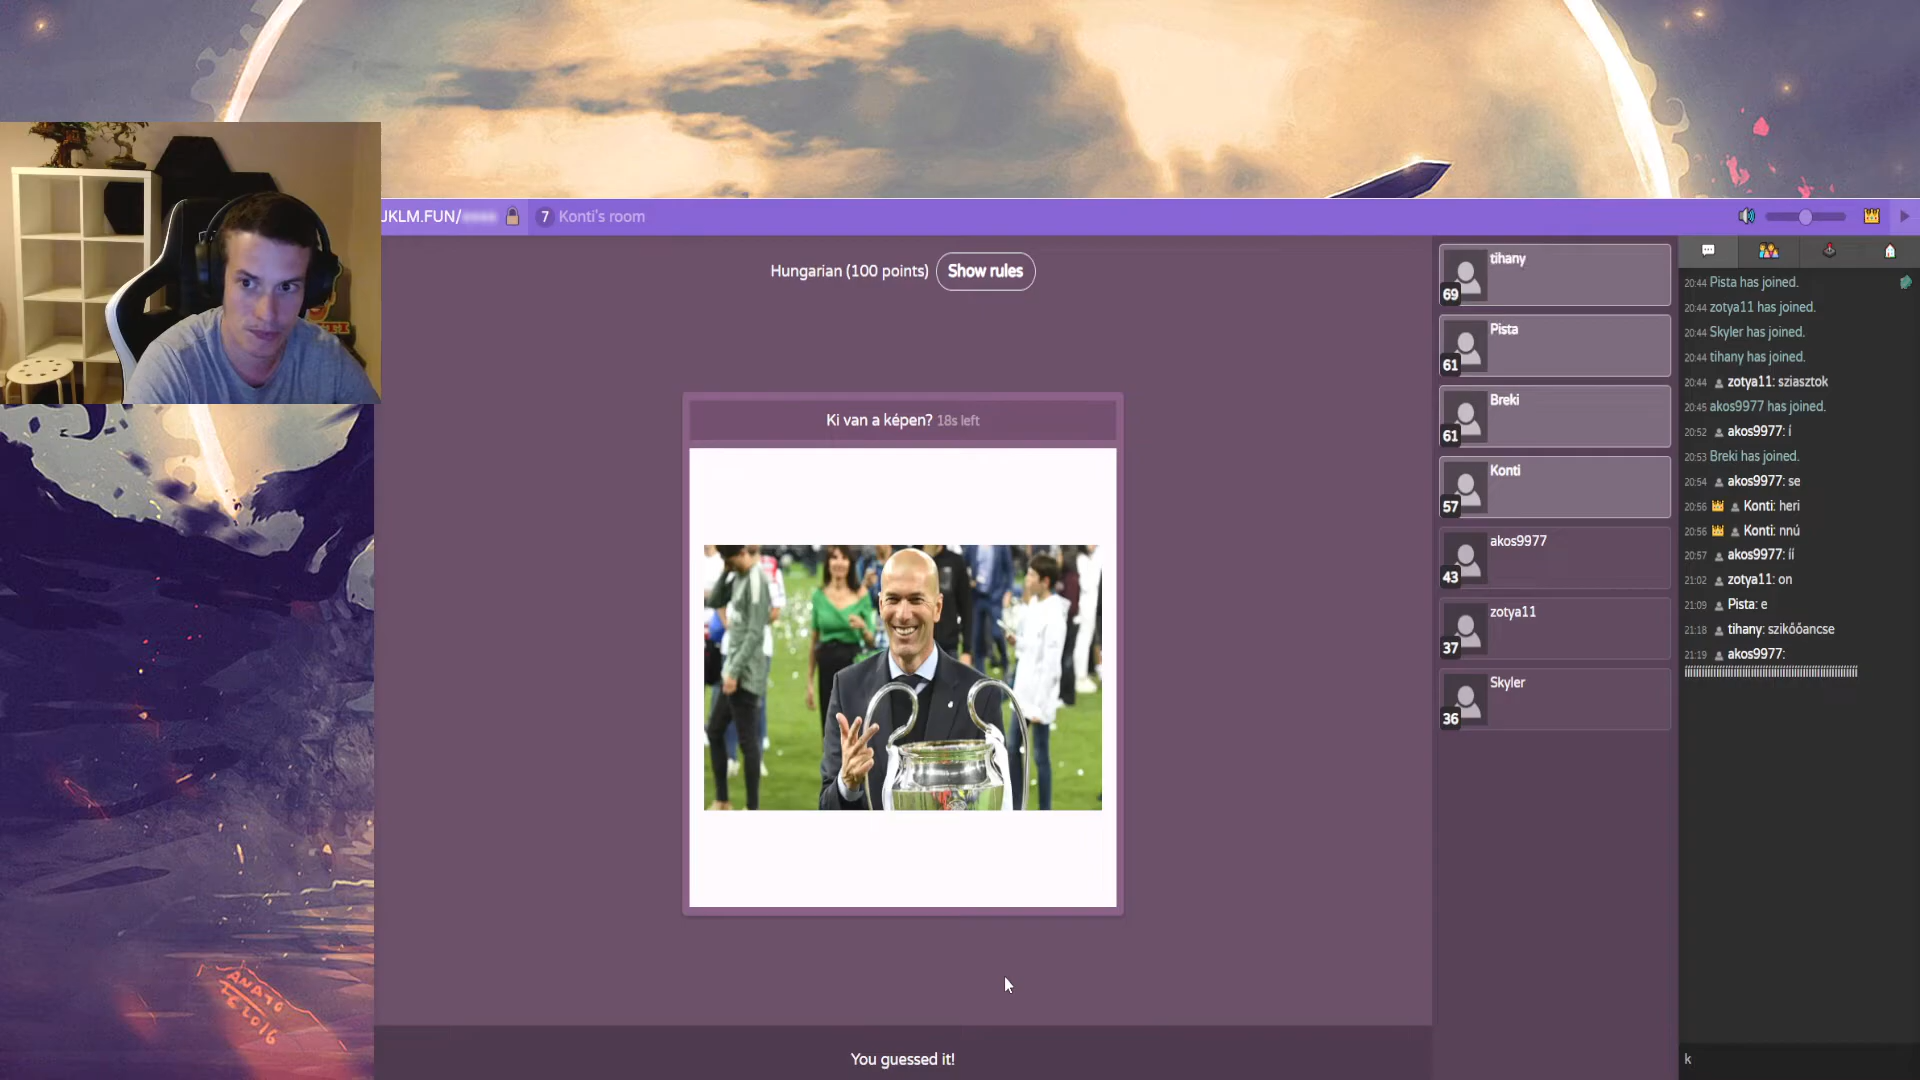 JKLM.FUN/
7 Konti's room
Hungarian (100 points) Show rules
Ki van a képen? 18s left
You guessed it!
tihany
69
Pista
61
Breki
61
Konti
57
akos9977
43
zotya11
37
Skyler
36
20:44 Pista has joined.
20:44 zotya11 has joined.
20:44 Skyler has joined.
20:44 tihany has joined.
20:44 zotya11: sziasztok
20:45 akos9977 has joined.
20:52 akos9977: í
20:53 Breki has joined.
20:54 akos9977: se
20:56 Konti: heri
20:56 Konti: nnú
20:57 akos9977: íí
21:02 zotya11: on
21:09 Pista: e
21:18 tihany: szikőőancse
21:19 akos9977:
k
ANATO
2016